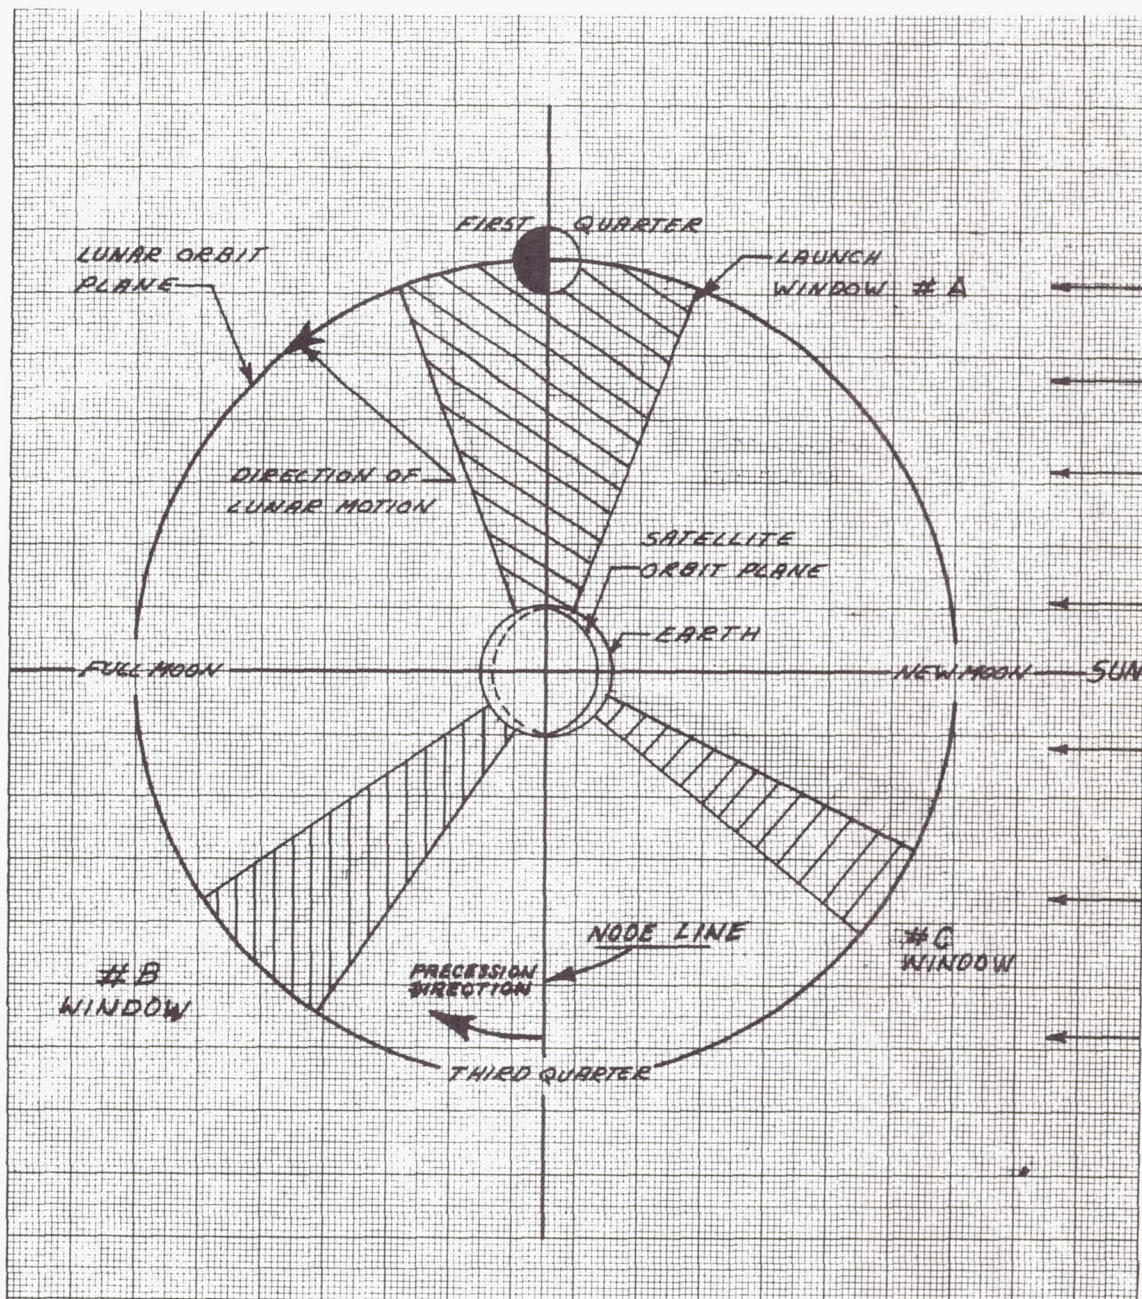 FIRST QUARTER
LUNAR ORBIT
PLANE
LAUNCH
WINDOW #A
DIRECTION OF
LUNAR MOTION
SATELLITE
ORBIT PLANE
EARTH
FULL MOON
NEW MOON
SUN
NODE LINE
#C
WINDOW
#B
WINDOW
PRECESSION
DIRECTION
THIRD QUARTER